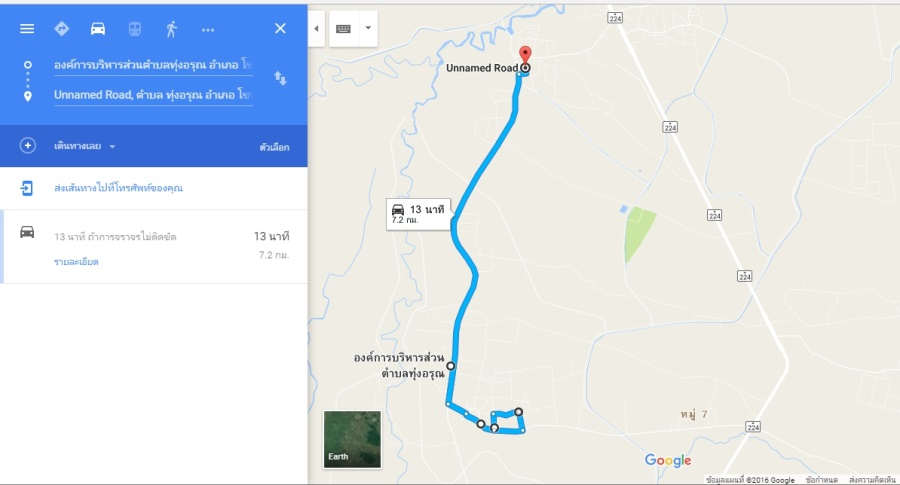 องค์การบริหารส่วนตำบลทุ่งอรุณ อำเภอ โช
Unnamed Road, ตำบล ทุ่งอรุณ อำเภอ โช
เดินทางเลย
ตัวเลือก
ส่งเส้นทางไปที่โทรศัพท์ของคุณ
13 นาที ถ้าการจราจรไม่ติดขัด
13 นาที
7.2 กม.
รายละเอียด
224
Unnamed Road
224
13 นาที
7.2 กม.
224
224
องค์การบริหารส่วน
ตำบลทุ่งอรุณ
หมู่ 7
224
Earth
Google
ข้อมูลแผนที่ ©2016 Google ข้อกำหนด ส่งความคิดเห็น